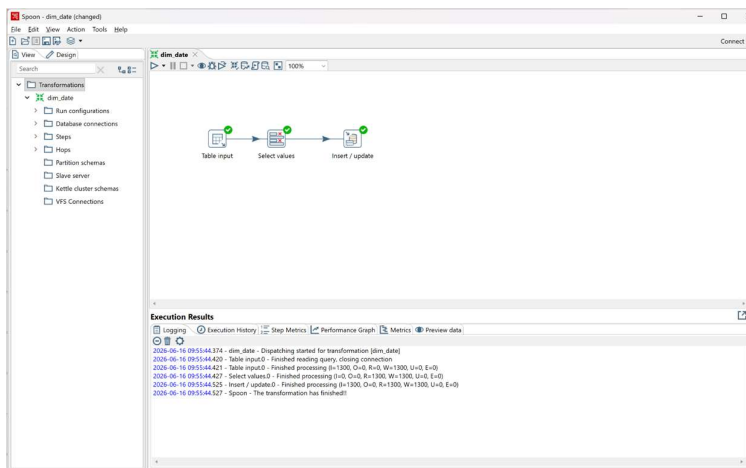 Spoon - dim_date (changed)
File Edit View Action Tools Help
Connect
View Design
dim_date
Search
100%
Transformations
dim_date
Run configurations
Database connections
Steps
Hops
Partition schemas
Slave server
Kettle cluster schemas
VFS Connections
Table input Select values Insert / update
Execution Results
Logging Execution History Step Metrics Performance Graph Metrics Preview data
2026-06-16 09:55:44.374 - dim_date - Dispatching started for transformation [dim_date]
2026-06-16 09:55:44.420 - Table input.0 - Finished reading query, closing connection
2026-06-16 09:55:44.421 - Table input.0 - Finished processing (I=1300, O=0, R=0, W=1300, U=0, E=0)
2026-06-16 09:55:44.427 - Select values.0 - Finished processing (I=0, O=0, R=1300, W=1300, U=0, E=0)
2026-06-16 09:55:44.525 - Insert / update.0 - Finished processing (I=1300, O=0, R=1300, W=1300, U=0, E=0)
2026-06-16 09:55:44.527 - Spoon - The transformation has finished!!